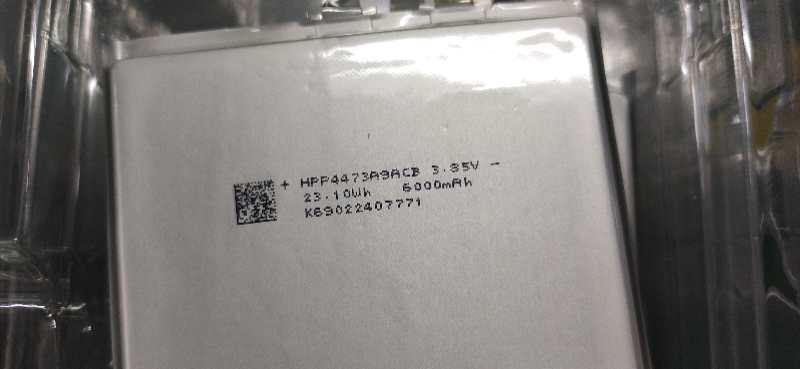 + HPP4473A9ACB 3.85V -
23.10Wh 6000mAh
K69022407771